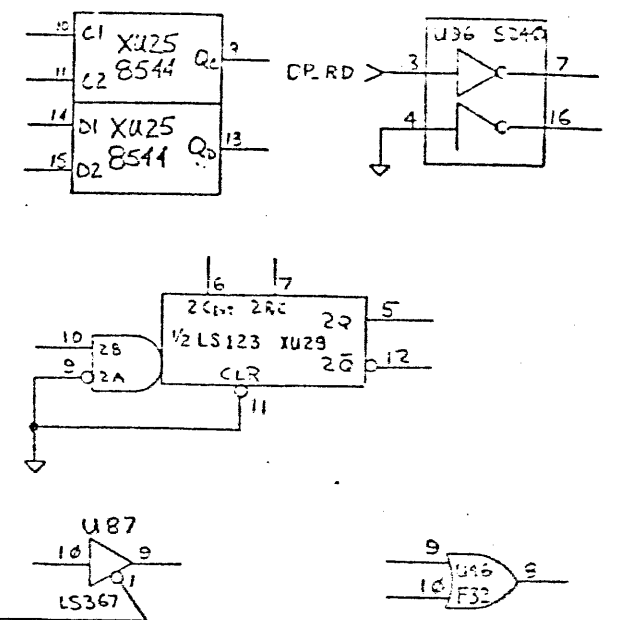 10 C1 XU25 8544 QC 9
11 C2
14 D1 XU25 8544 QD 13
15 D2
U36 S240
CP_RD 3 7
4 16
6 7
2CExt 2RC
10 2B ½ LS123 XU29 2Q 5
9 2A CLR 2Q̅ 12
11
U87
10 9
1
LS367
9 U46 8
10 F32